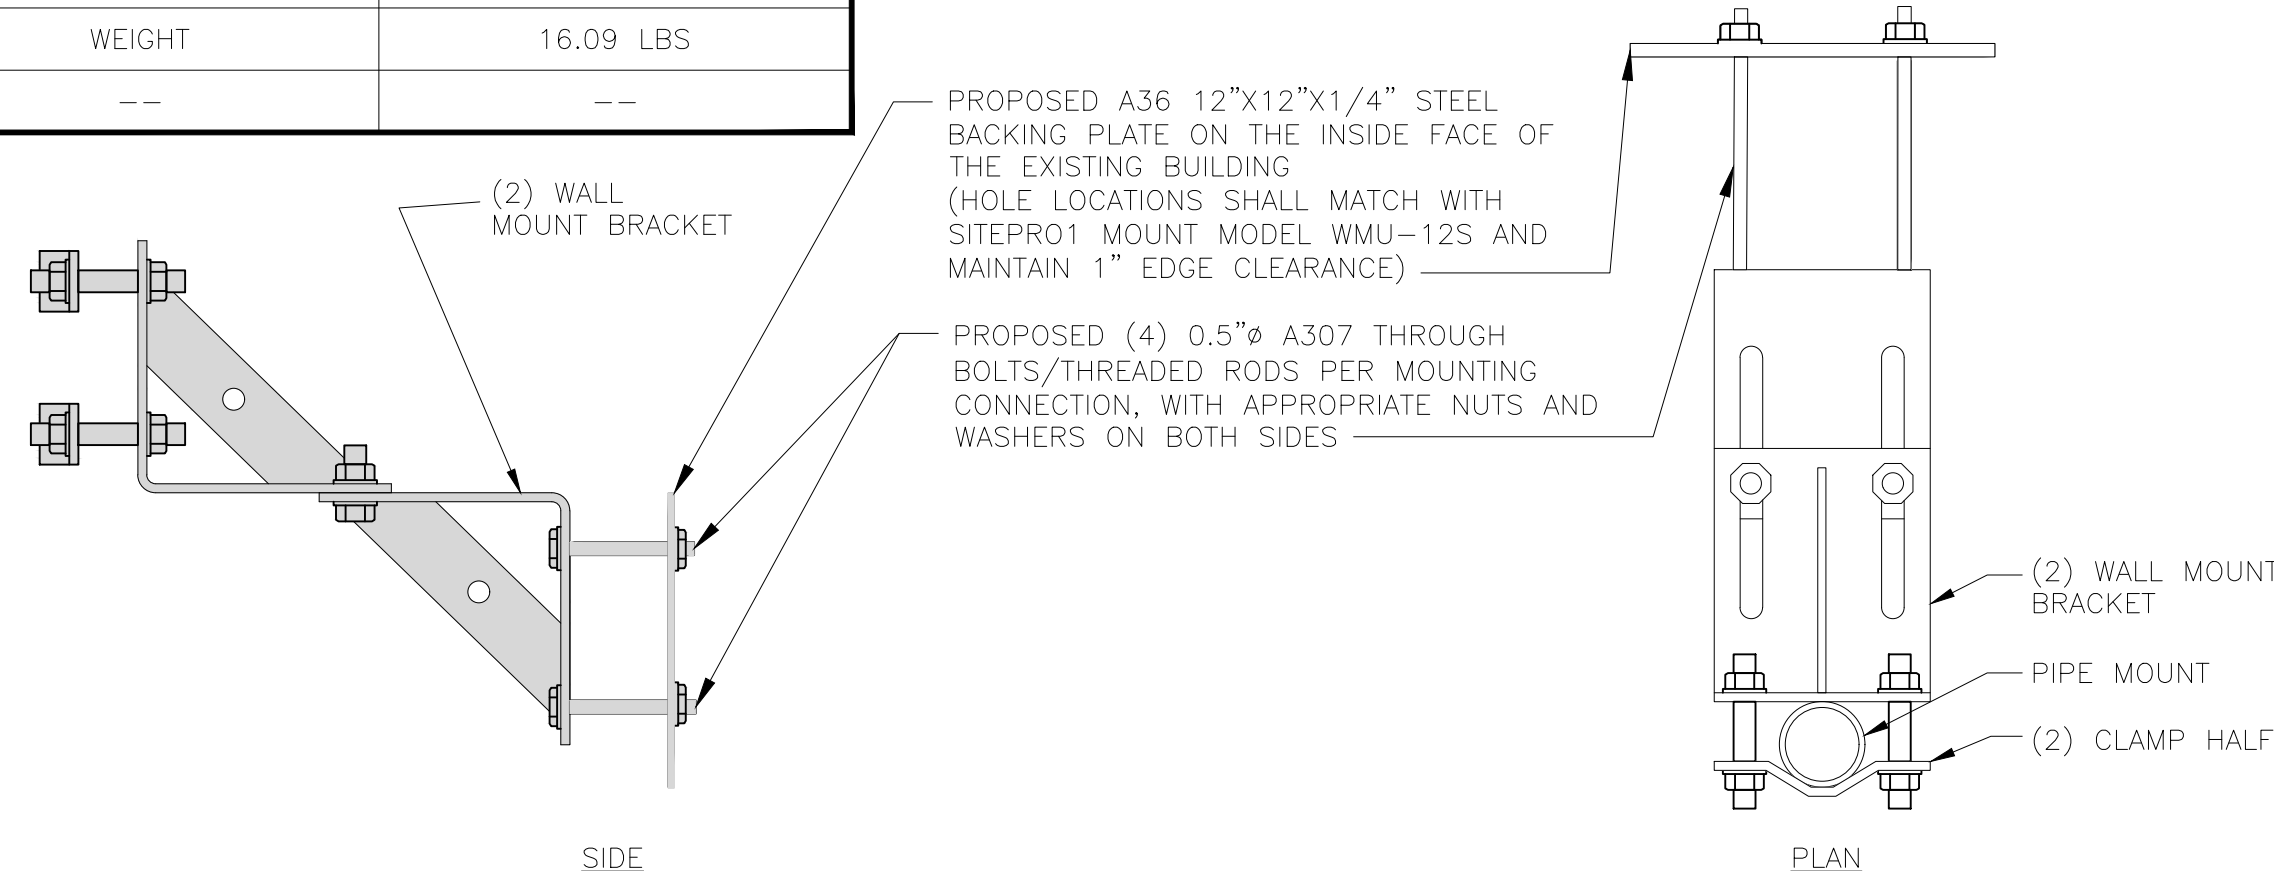 WEIGHT 16.09 LBS
-- --
PROPOSED A36 12”X12”X1/4” STEEL
BACKING PLATE ON THE INSIDE FACE OF
THE EXISTING BUILDING
(HOLE LOCATIONS SHALL MATCH WITH
SITEPRO1 MOUNT MODEL WMU-12S AND
MAINTAIN 1” EDGE CLEARANCE)
(2) WALL
MOUNT BRACKET
PROPOSED (4) 0.5”ø A307 THROUGH
BOLTS/THREADED RODS PER MOUNTING
CONNECTION, WITH APPROPRIATE NUTS AND
WASHERS ON BOTH SIDES
(2) WALL MOUNT
BRACKET
PIPE MOUNT
(2) CLAMP HALF
SIDE
PLAN